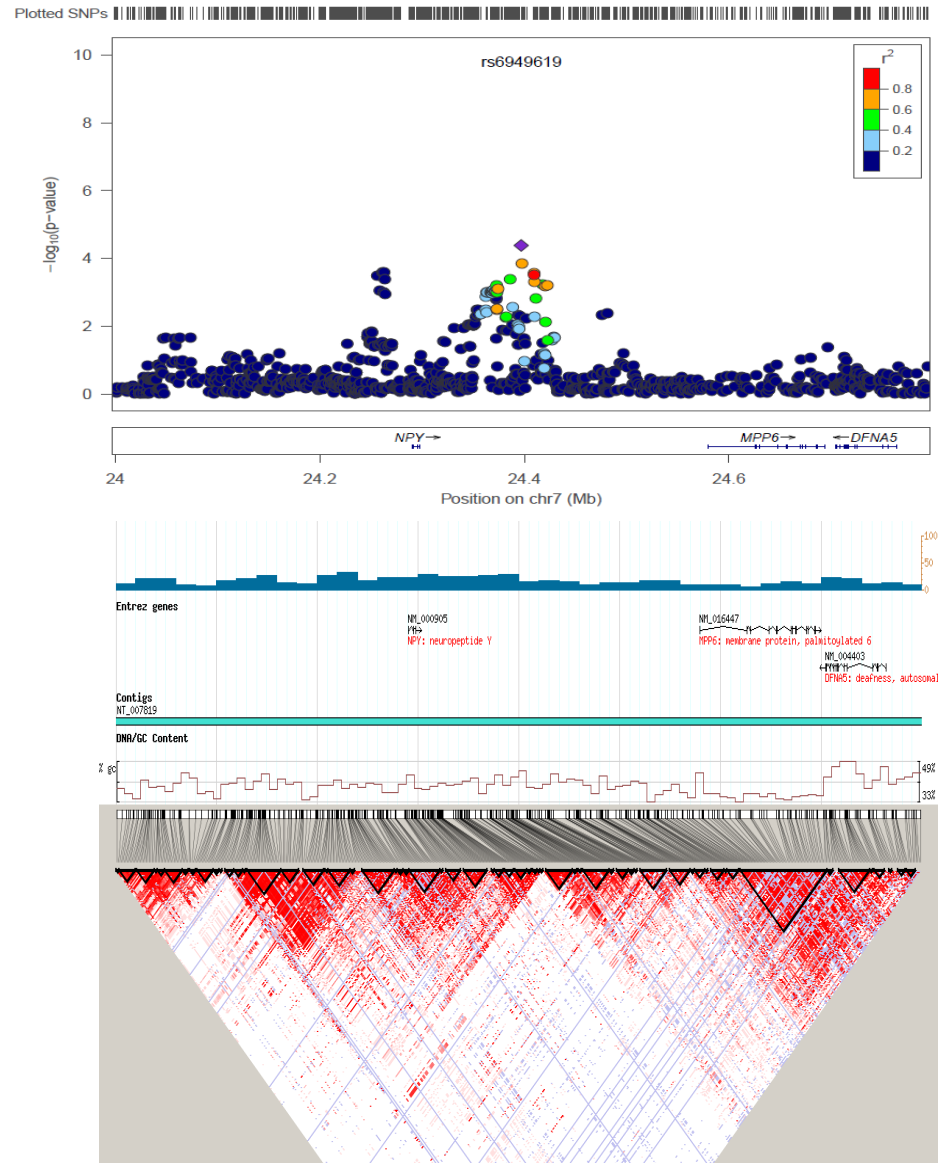 Plotted SNPs
rs6949619
r²
0.8
0.6
0.4
0.2
10
8
6
4
2
0
−log₁₀(p−value)
NPY→
MPP6→
←DFNA5
24
24.2
24.4
24.6
Position on chr7 (Mb)
100
50
0
Entrez genes
NM_000905
NPY: neuropeptide Y
NM_016447
MPP6: membrane protein, palmitoylated 6
NM_004403
DFNA5: deafness, autosomal
Contigs
NT_007819
DNA/GC Content
% gc
49%
33%